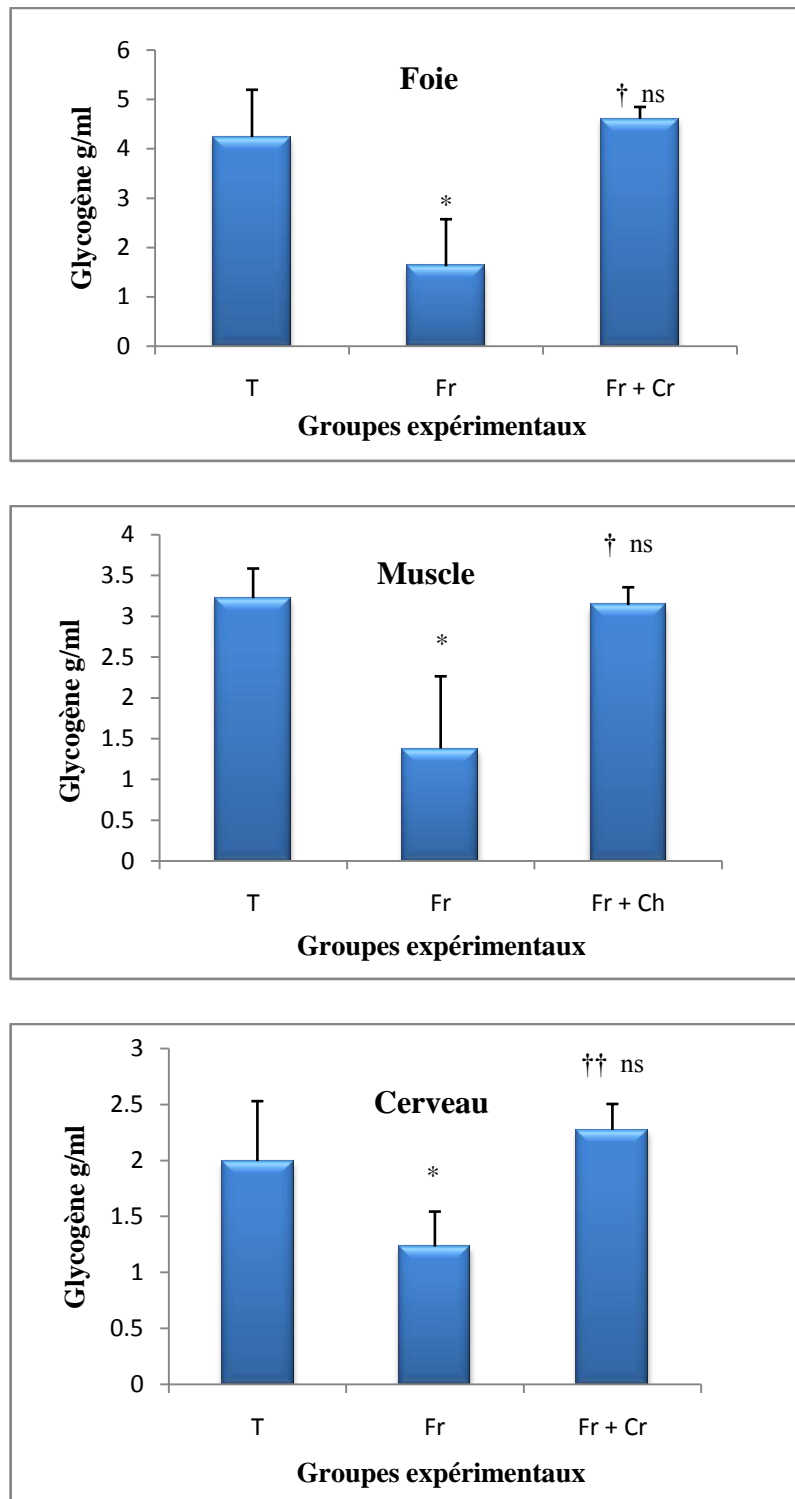 Foie
Glycogène g/ml
6
5
4
3
2
1
0
*
† ns
T Fr Fr + Cr
Groupes expérimentaux
Muscle
Glycogène g/ml
4
3.5
3
2.5
2
1.5
1
0.5
0
*
† ns
T Fr Fr + Ch
Groupes expérimentaux
Cerveau
Glycogène g/ml
3
2.5
2
1.5
1
0.5
0
*
†† ns
T Fr Fr + Cr
Groupes expérimentaux